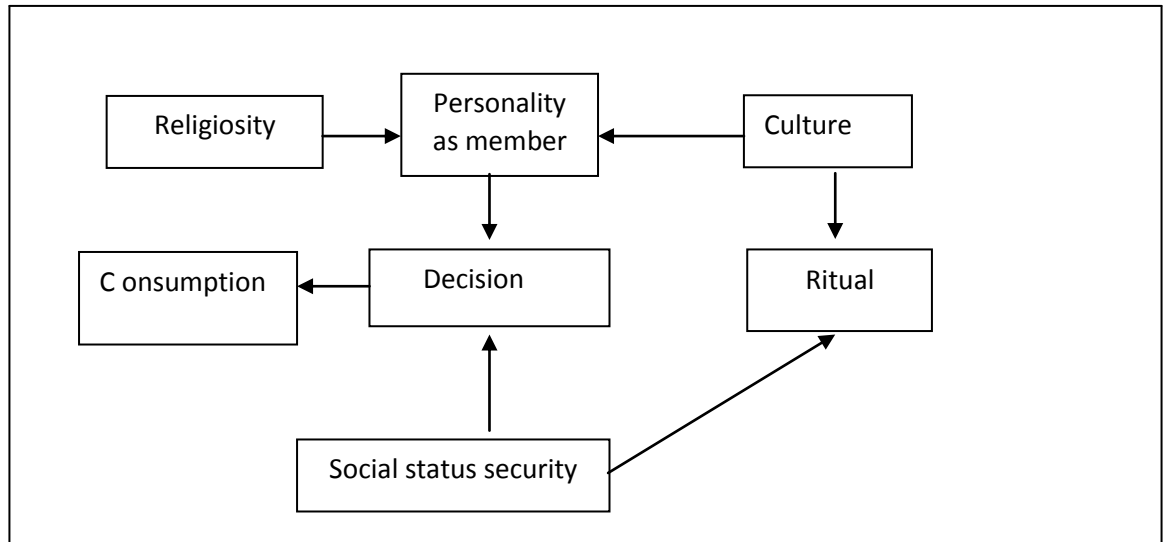 Religiosity
Personality
as member
Culture
C onsumption
Decision
Ritual
Social status security